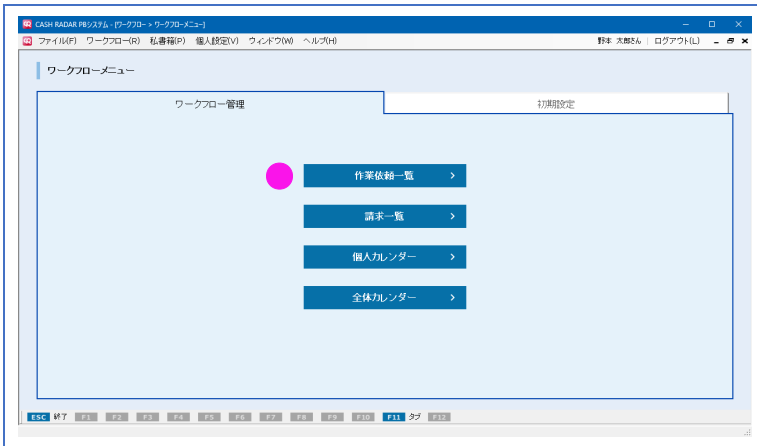 CASH RADAR PBシステム - [ワークフロー > ワークフローメニュー]
ファイル(F) ワークフロー(R) 私書箱(P) 個人設定(V) ウィンドウ(W) ヘルプ(H) 野本 太郎さん ログアウト(L)
ワークフローメニュー
ワークフロー管理 初期設定
作業依頼一覧
請求一覧
個人カレンダー
全体カレンダー
ESC 終了 F1 F2 F3 F4 F5 F6 F7 F8 F9 F10 F11 タブ F12